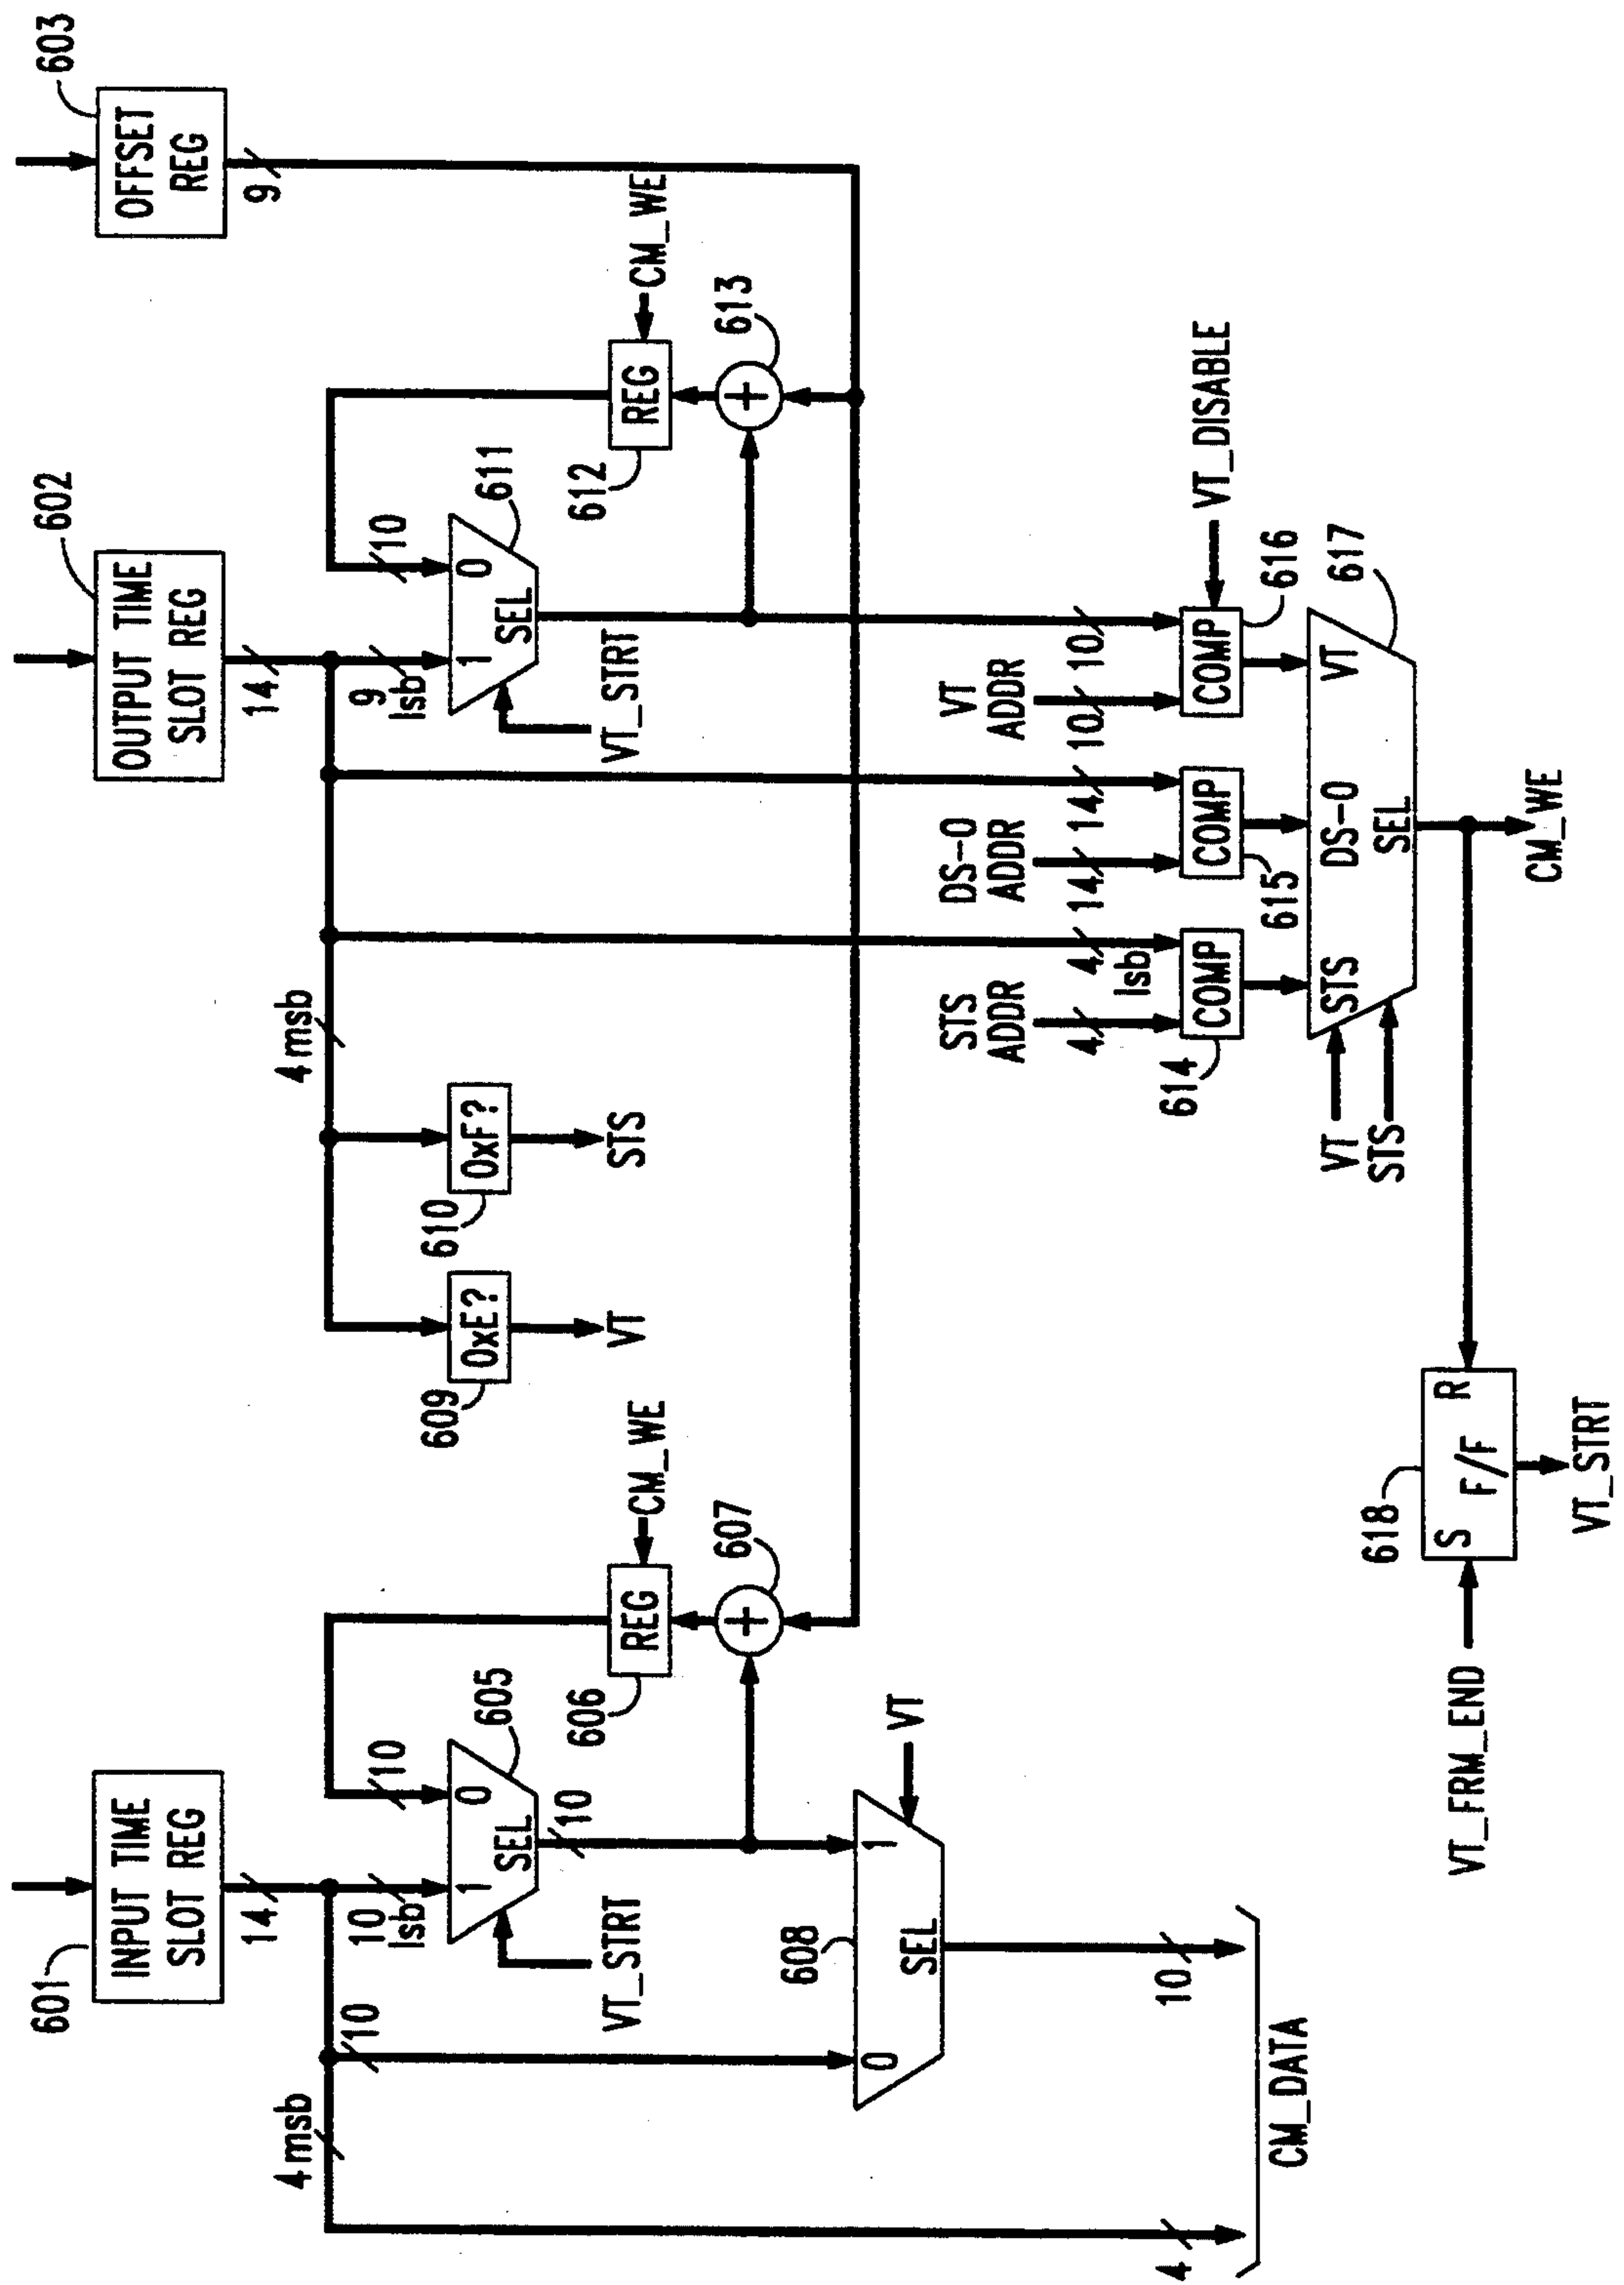 601
INPUT TIME
SLOT REG
14
4 msb
10
10
lsb
10
1
0
SEL
605
VT_STRT
10
REG
606
CM_WE
607
+
608
0
1
SEL
VT
4
10
CM_DATA
602
OUTPUT TIME
SLOT REG
14
4 msb
9
lsb
10
1
0
SEL
611
VT_STRT
0xE?
609
VT
0xF?
610
STS
REG
612
CM_WE
613
+
603
OFFSET
REG
9
STS
ADDR
4
4
lsb
COMP
614
DS-0
ADDR
14
14
COMP
615
VT
ADDR
10
10
COMP
616
VT_DISABLE
STS
DS-0
VT
SEL
617
VT
STS
CM_WE
618
S
R
F/F
VT_FRM_END
VT_STRT